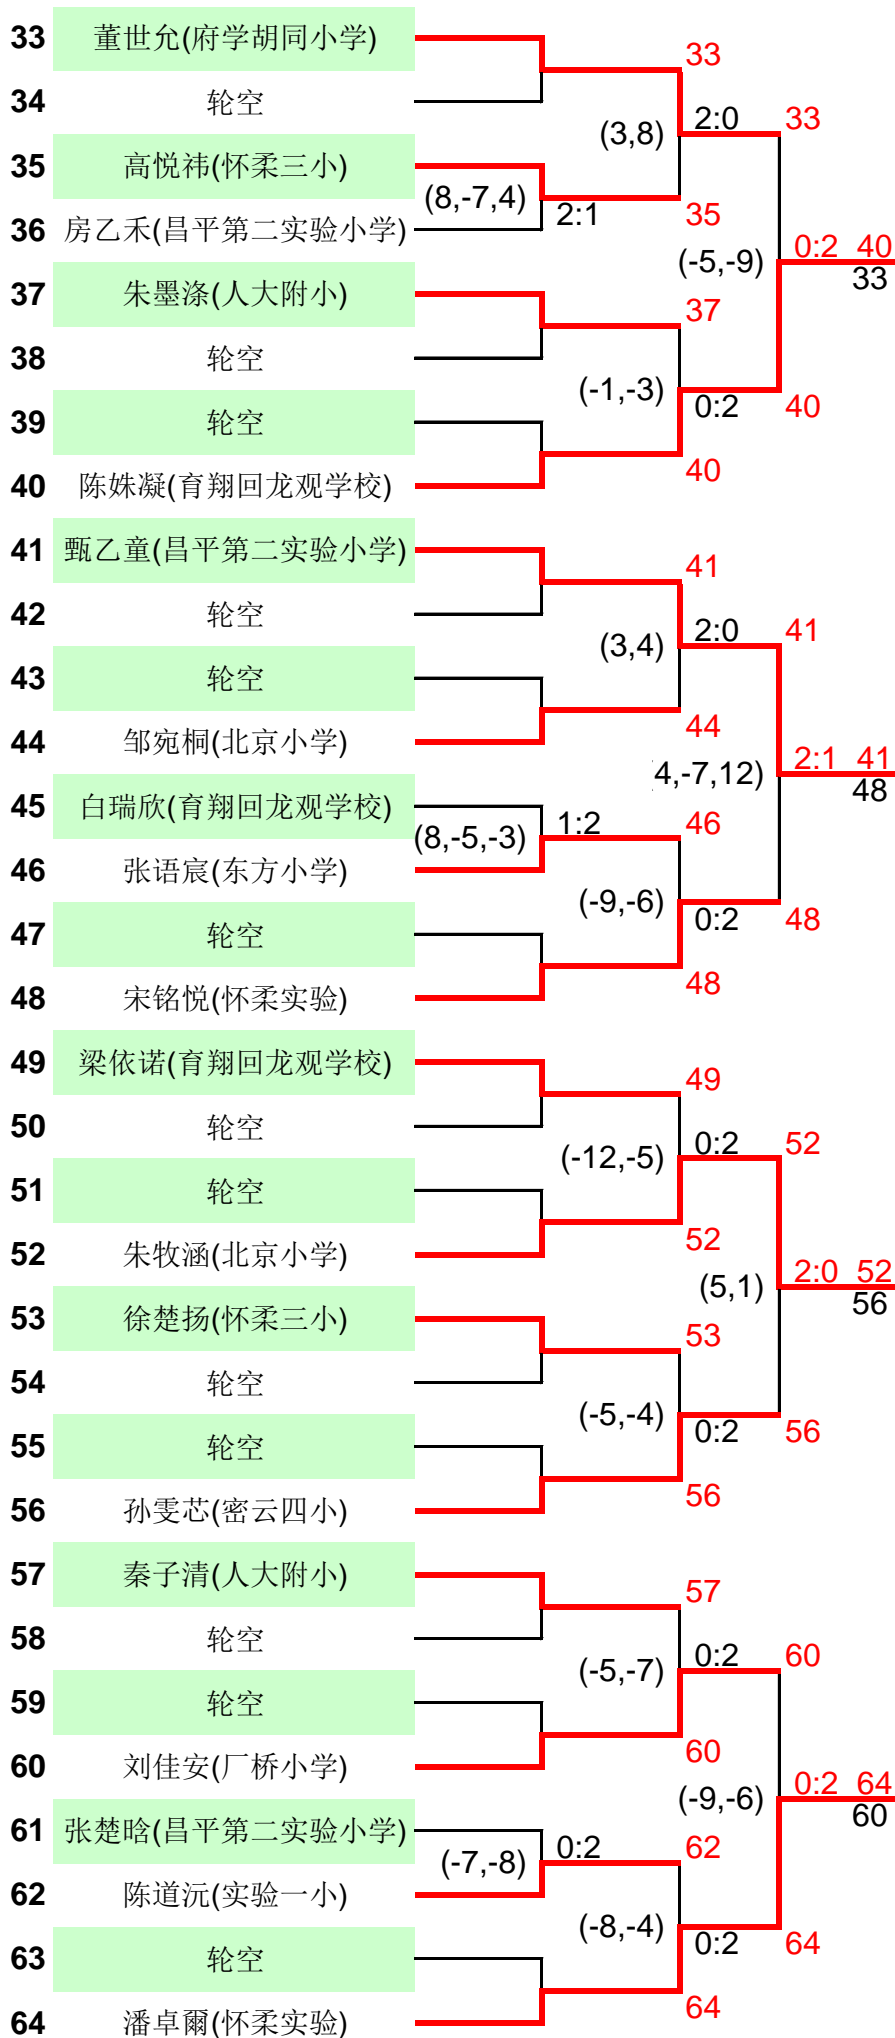 33 董世允(府学胡同小学)
33
34 轮空
(3,8) 2:0 33
35 高悦祎(怀柔三小)
(8,-7,4) 2:1 35
36 房乙禾(昌平第二实验小学)
(-5,-9) 0:2 40
33
37 朱墨涤(人大附小)
37
38 轮空
(-1,-3) 0:2 40
39 轮空
40
40 陈姝凝(育翔回龙观学校)
41 甄乙童(昌平第二实验小学)
41
42 轮空
(3,4) 2:0 41
43 轮空
44
44 邹宛桐(北京小学)
4,-7,12) 2:1 41
48
45 白瑞欣(育翔回龙观学校)
(8,-5,-3) 1:2 46
46 张语宸(东方小学)
(-9,-6) 0:2 48
47 轮空
48
48 宋铭悦(怀柔实验)
49 梁依诺(育翔回龙观学校)
49
50 轮空
(-12,-5) 0:2 52
51 轮空
52
52 朱牧涵(北京小学)
(5,1) 2:0 52
56
53 徐楚扬(怀柔三小)
53
54 轮空
(-5,-4) 0:2 56
55 轮空
56
56 孙雯芯(密云四小)
57 秦子清(人大附小)
57
58 轮空
(-5,-7) 0:2 60
59 轮空
60
60 刘佳安(厂桥小学)
(-9,-6) 0:2 64
60
61 张楚晗(昌平第二实验小学)
(-7,-8) 0:2 62
62 陈道沅(实验一小)
(-8,-4) 0:2 64
63 轮空
64
64 潘卓爾(怀柔实验)